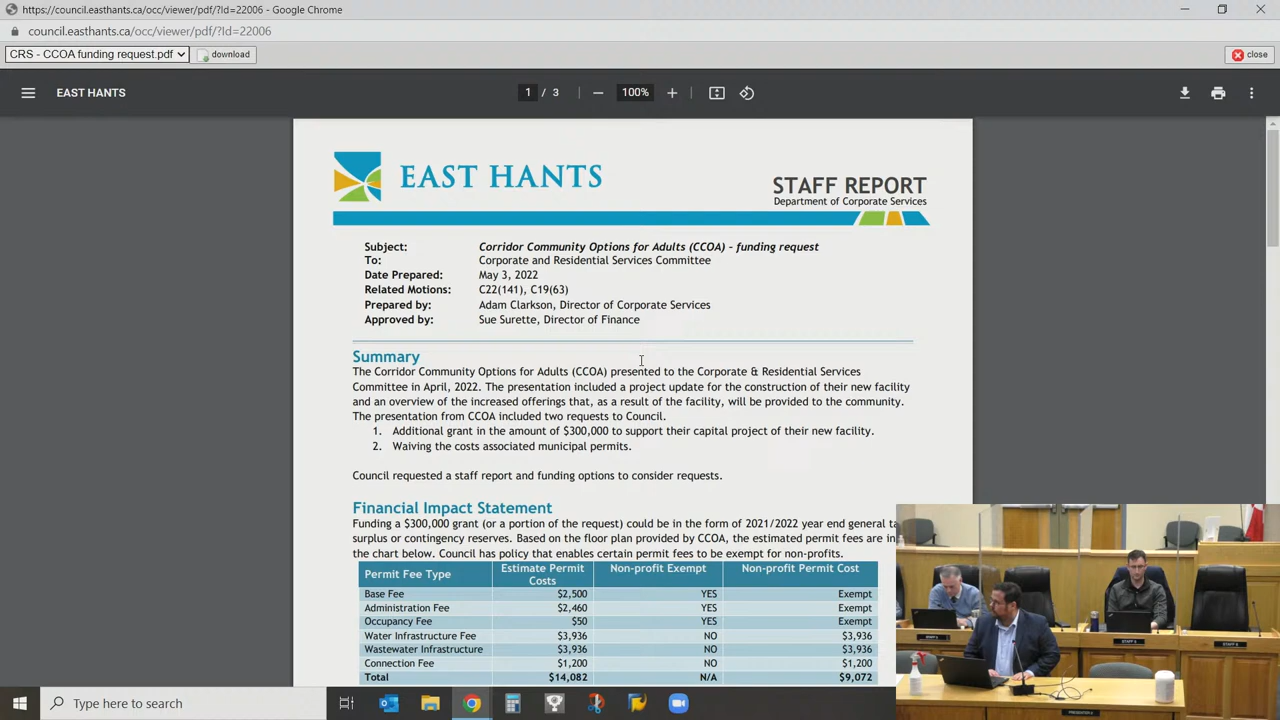 https://council.easthants.ca/occ/viewer/pdf/?Id=22006 - Google Chrome
council.easthants.ca/occ/viewer/pdf/?Id=22006
CRS - CCOA funding request.pdf
download
close
EAST HANTS
1 / 3
100%
EAST HANTS
STAFF REPORT
Department of Corporate Services
Subject: Corridor Community Options for Adults (CCOA) - funding request
To: Corporate and Residential Services Committee
Date Prepared: May 3, 2022
Related Motions: C22(141), C19(63)
Prepared by: Adam Clarkson, Director of Corporate Services
Approved by: Sue Surette, Director of Finance
Summary
The Corridor Community Options for Adults (CCOA) presented to the Corporate & Residential Services
Committee in April, 2022. The presentation included a project update for the construction of their new facility
and an overview of the increased offerings that, as a result of the facility, will be provided to the community.
The presentation from CCOA included two requests to Council.
1. Additional grant in the amount of $300,000 to support their capital project of their new facility.
2. Waiving the costs associated municipal permits.
Council requested a staff report and funding options to consider requests.
Financial Impact Statement
Funding a $300,000 grant (or a portion of the request) could be in the form of 2021/2022 year end general ta
surplus or contingency reserves. Based on the floor plan provided by CCOA, the estimated permit fees are in
the chart below. Council has policy that enables certain permit fees to be exempt for non-profits.
Permit Fee Type Estimate Permit Costs Non-profit Exempt Non-profit Permit Cost
Base Fee $2,500 YES Exempt
Administration Fee $2,460 YES Exempt
Occupancy Fee $50 YES Exempt
Water Infrastructure Fee $3,936 NO $3,936
Wastewater Infrastructure $3,936 NO $3,936
Connection Fee $1,200 NO $1,200
Total $14,082 N/A $9,072
Type here to search